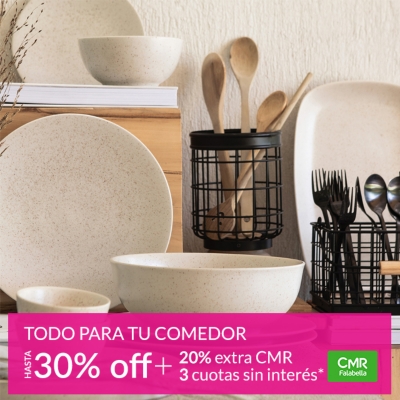 TODO PARA TU COMEDOR
HASTA 30% off + 20% extra CMR
3 cuotas sin interés*
CMR
Falabella